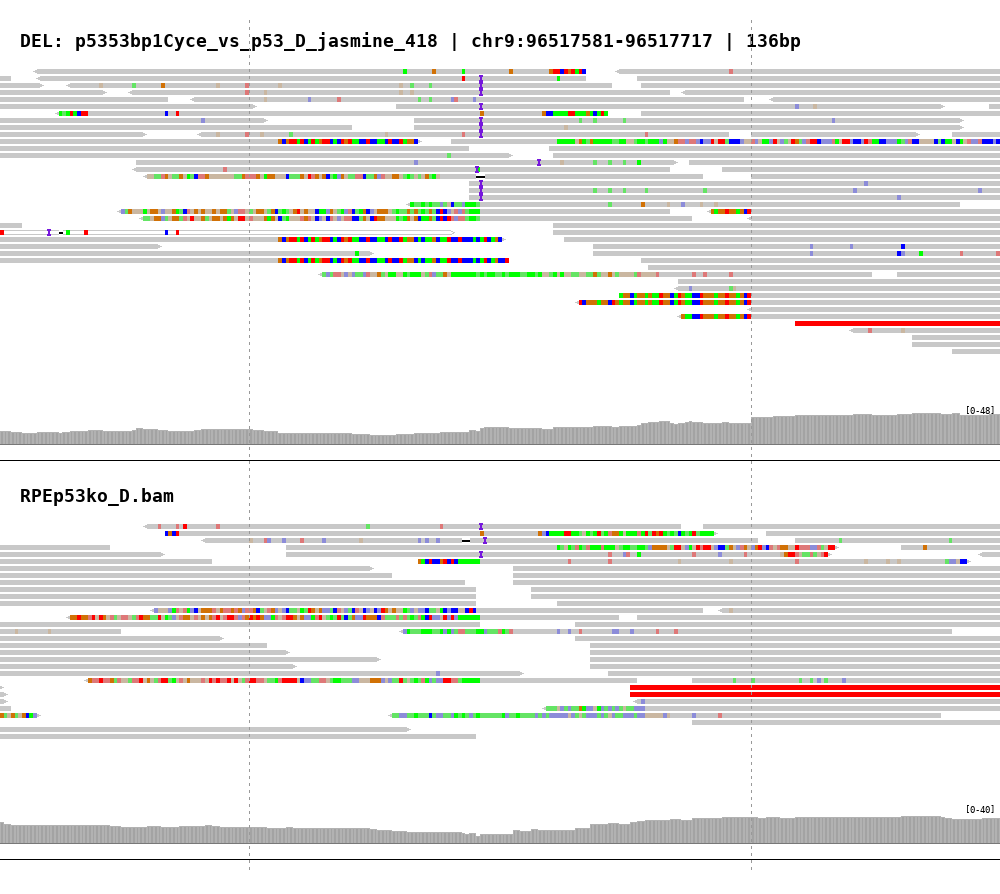 DEL: p5353bp1Cyce_vs_p53_D_jasmine_418 | chr9:96517581-96517717 | 136bp
[0-48]
RPEp53ko_D.bam
[0-40]